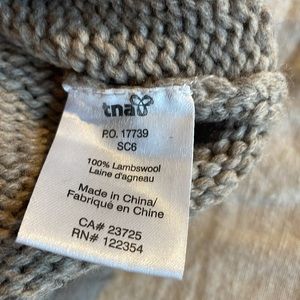 tna
P.O. 17739
SC6
100% Lambswool
Laine d'agneau
Made in China/
Fabriqué en Chine
CA# 23725
RN# 122354